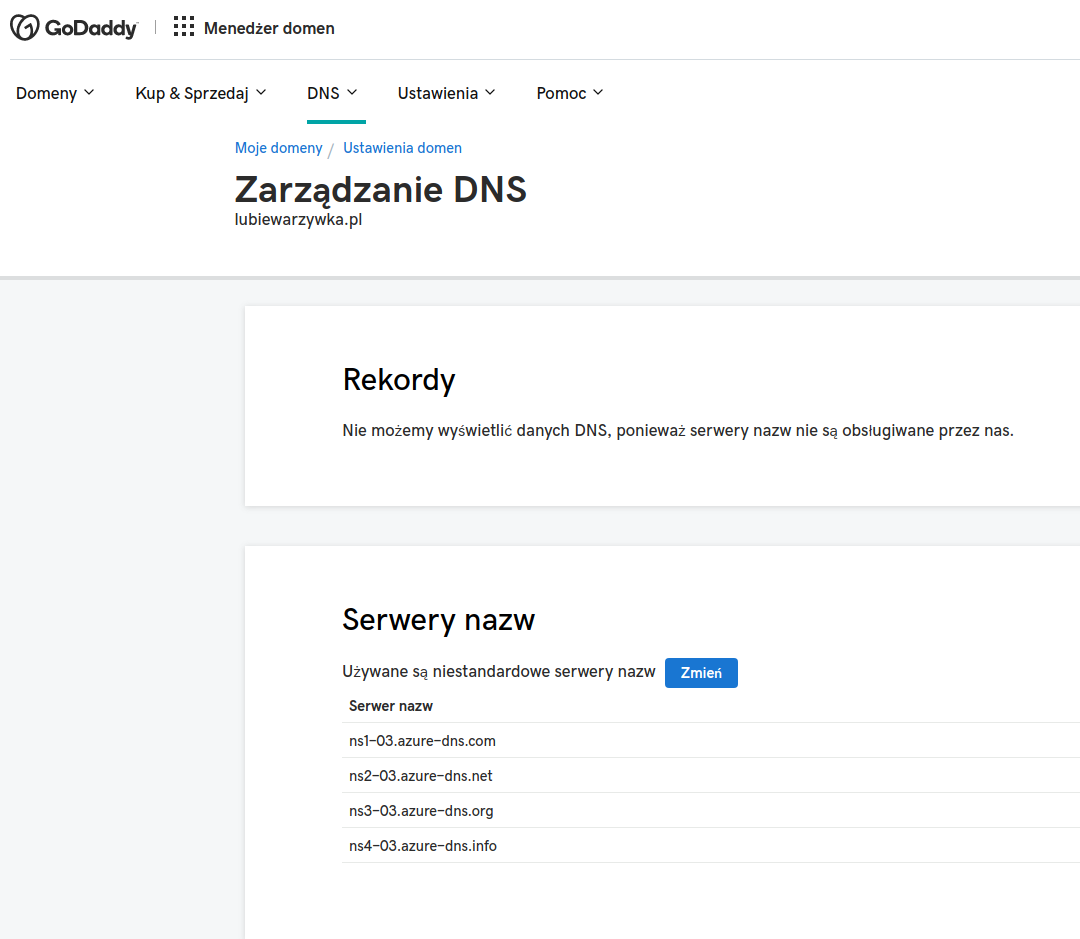 GoDaddy Menedżer domen
Domeny Kup & Sprzedaj DNS Ustawienia Pomoc
Moje domeny / Ustawienia domen
Zarządzanie DNS
lubiewarzywka.pl
Rekordy
Nie możemy wyświetlić danych DNS, ponieważ serwery nazw nie są obsługiwane przez nas.
Serwery nazw
Używane są niestandardowe serwery nazw Zmień
Serwer nazw
ns1-03.azure-dns.com
ns2-03.azure-dns.net
ns3-03.azure-dns.org
ns4-03.azure-dns.info